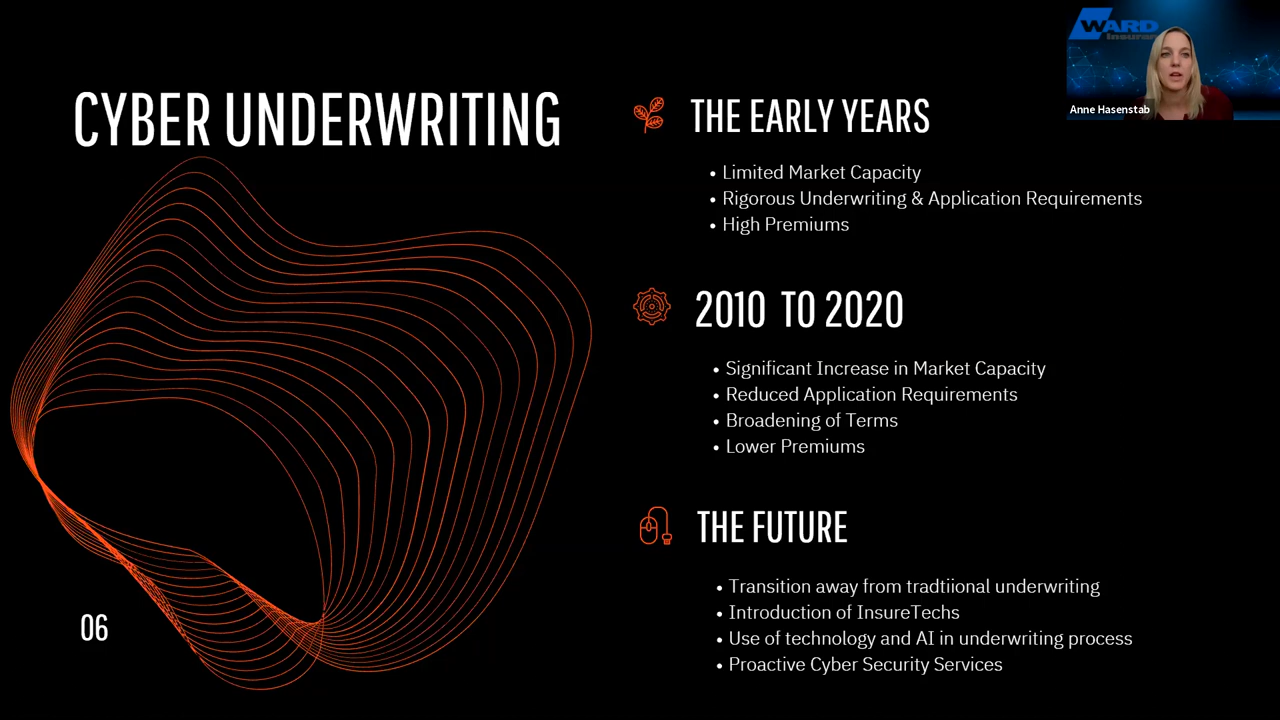 CYBER UNDERWRITING
06
THE EARLY YEARS
• Limited Market Capacity
• Rigorous Underwriting & Application Requirements
• High Premiums
2010 TO 2020
• Significant Increase in Market Capacity
• Reduced Application Requirements
• Broadening of Terms
• Lower Premiums
THE FUTURE
• Transition away from tradtiional underwriting
• Introduction of InsureTechs
• Use of technology and AI in underwriting process
• Proactive Cyber Security Services
WARD
Insuran
Anne Hasenstab